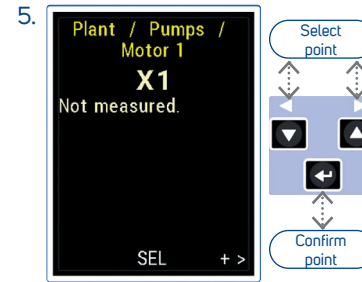 5.
Plant / Pumps /
Motor 1
X1
Not measured.
SEL + >
Select
point
Confirm
point